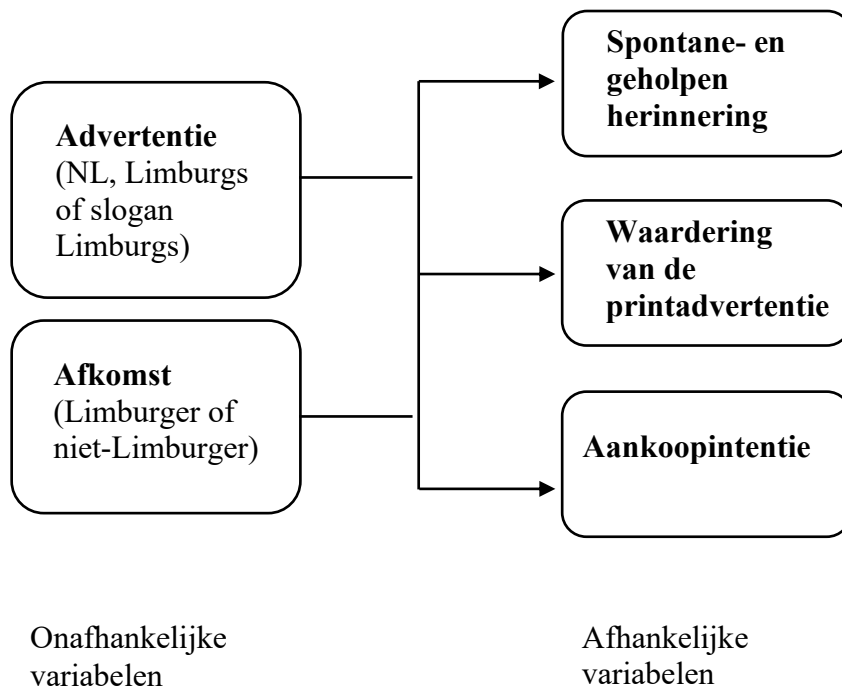 Advertentie
(NL, Limburgs
of slogan
Limburgs)
Afkomst
(Limburger of
niet-Limburger)
Onafhankelijke
variabelen
Spontane- en
geholpen
herinnering
Waardering
van de
printadvertentie
Aankoopintentie
Afhankelijke
variabelen